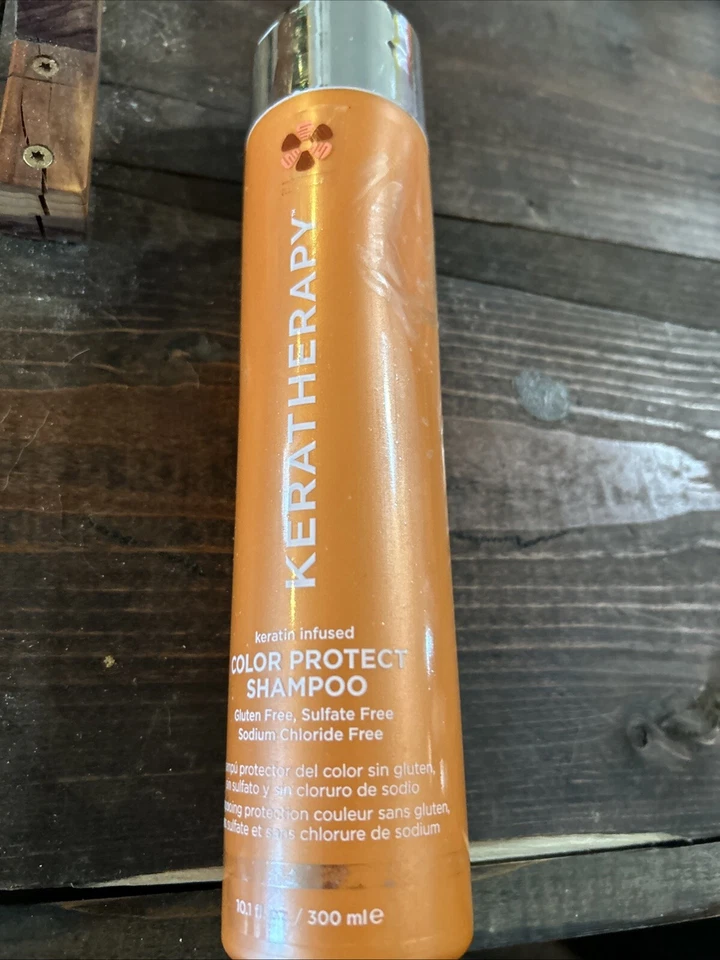 KERATHERAPY™
keratin infused
COLOR PROTECT
SHAMPOO
Gluten Free, Sulfate Free
Sodium Chloride Free
protector del color sin gluten,
sulfato y sin cloruro de sodio
protection couleur sans gluten,
sulfate et sans chlorure de sodium
10.1 / 300 ml e